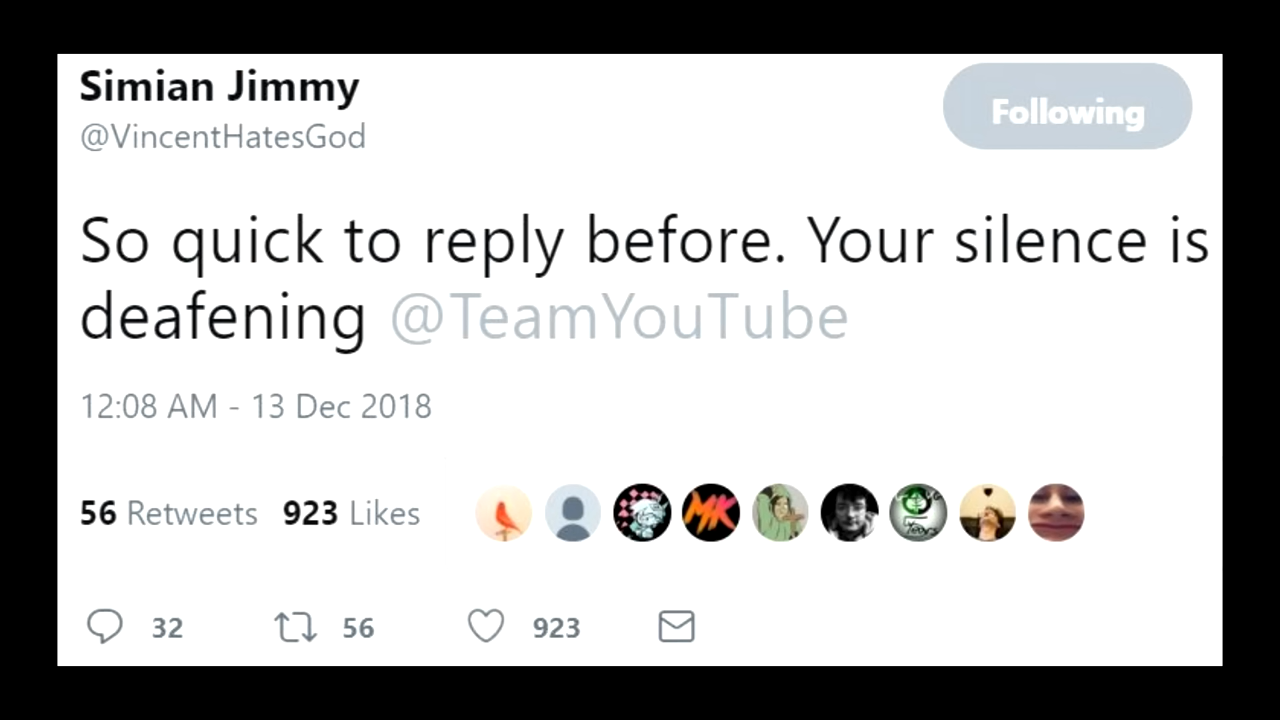 Simian Jimmy
@VincentHatesGod
Following
So quick to reply before. Your silence is
deafening @TeamYouTube
12:08 AM - 13 Dec 2018
56 Retweets 923 Likes
MK
32 56 923